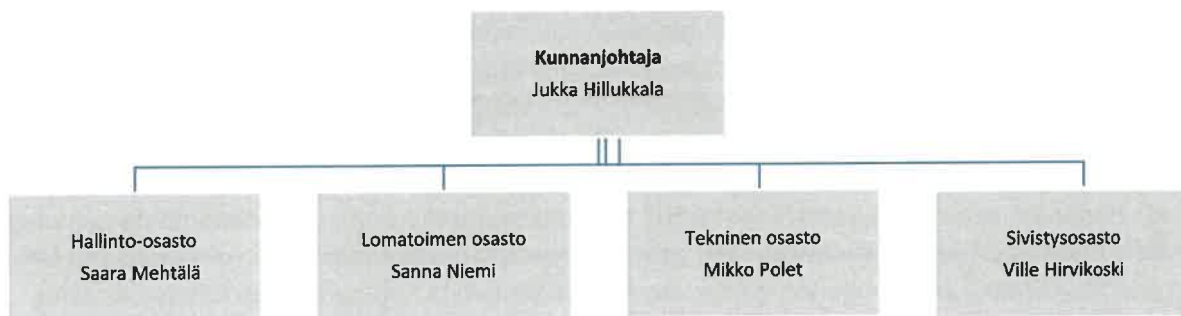 Kunnanjohtaja
Jukka Hillukkala
Hallinto-osasto
Saara Mehtälä
Lomatoimen osasto
Sanna Niemi
Tekninen osasto
Mikko Polet
Sivistysosasto
Ville Hirvikoski